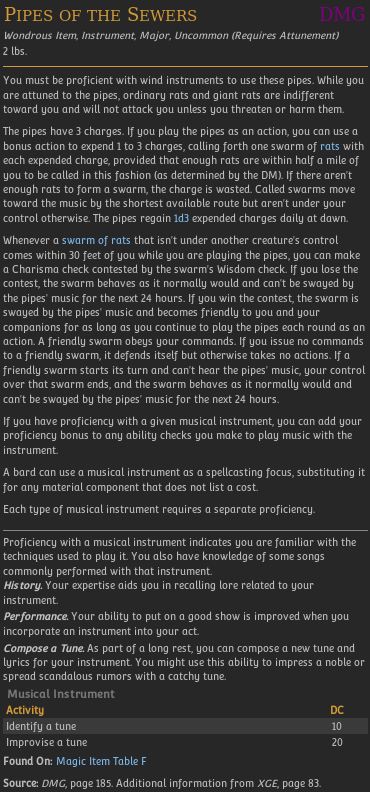 Pipes of the Sewers DMG
Wondrous Item, Instrument, Major, Uncommon (Requires Attunement)
2 lbs.
You must be proficient with wind instruments to use these pipes. While you
are attuned to the pipes, ordinary rats and giant rats are indifferent
toward you and will not attack you unless you threaten or harm them.
The pipes have 3 charges. If you play the pipes as an action, you can use a
bonus action to expend 1 to 3 charges, calling forth one swarm of rats with
each expended charge, provided that enough rats are within half a mile of
you to be called in this fashion (as determined by the DM). If there aren't
enough rats to form a swarm, the charge is wasted. Called swarms move
toward the music by the shortest available route but aren't under your
control otherwise. The pipes regain 1d3 expended charges daily at dawn.
Whenever a swarm of rats that isn't under another creature's control
comes within 30 feet of you while you are playing the pipes, you can make
a Charisma check contested by the swarm's Wisdom check. If you lose the
contest, the swarm behaves as it normally would and can't be swayed by
the pipes' music for the next 24 hours. If you win the contest, the swarm is
swayed by the pipes' music and becomes friendly to you and your
companions for as long as you continue to play the pipes each round as an
action. A friendly swarm obeys your commands. If you issue no commands
to a friendly swarm, it defends itself but otherwise takes no actions. If a
friendly swarm starts its turn and can't hear the pipes' music, your control
over that swarm ends, and the swarm behaves as it normally would and
can't be swayed by the pipes' music for the next 24 hours.
If you have proficiency with a given musical instrument, you can add your
proficiency bonus to any ability checks you make to play music with the
instrument.
A bard can use a musical instrument as a spellcasting focus, substituting it
for any material component that does not list a cost.
Each type of musical instrument requires a separate proficiency.
Proficiency with a musical instrument indicates you are familiar with the
techniques used to play it. You also have knowledge of some songs
commonly performed with that instrument.
History. Your expertise aids you in recalling lore related to your
instrument.
Performance. Your ability to put on a good show is improved when you
incorporate an instrument into your act.
Compose a Tune. As part of a long rest, you can compose a new tune and
lyrics for your instrument. You might use this ability to impress a noble or
spread scandalous rumors with a catchy tune.
Musical Instrument
Activity DC
Identify a tune 10
Improvise a tune 20
Found On: Magic Item Table F
Source: DMG, page 185. Additional information from XGE, page 83.